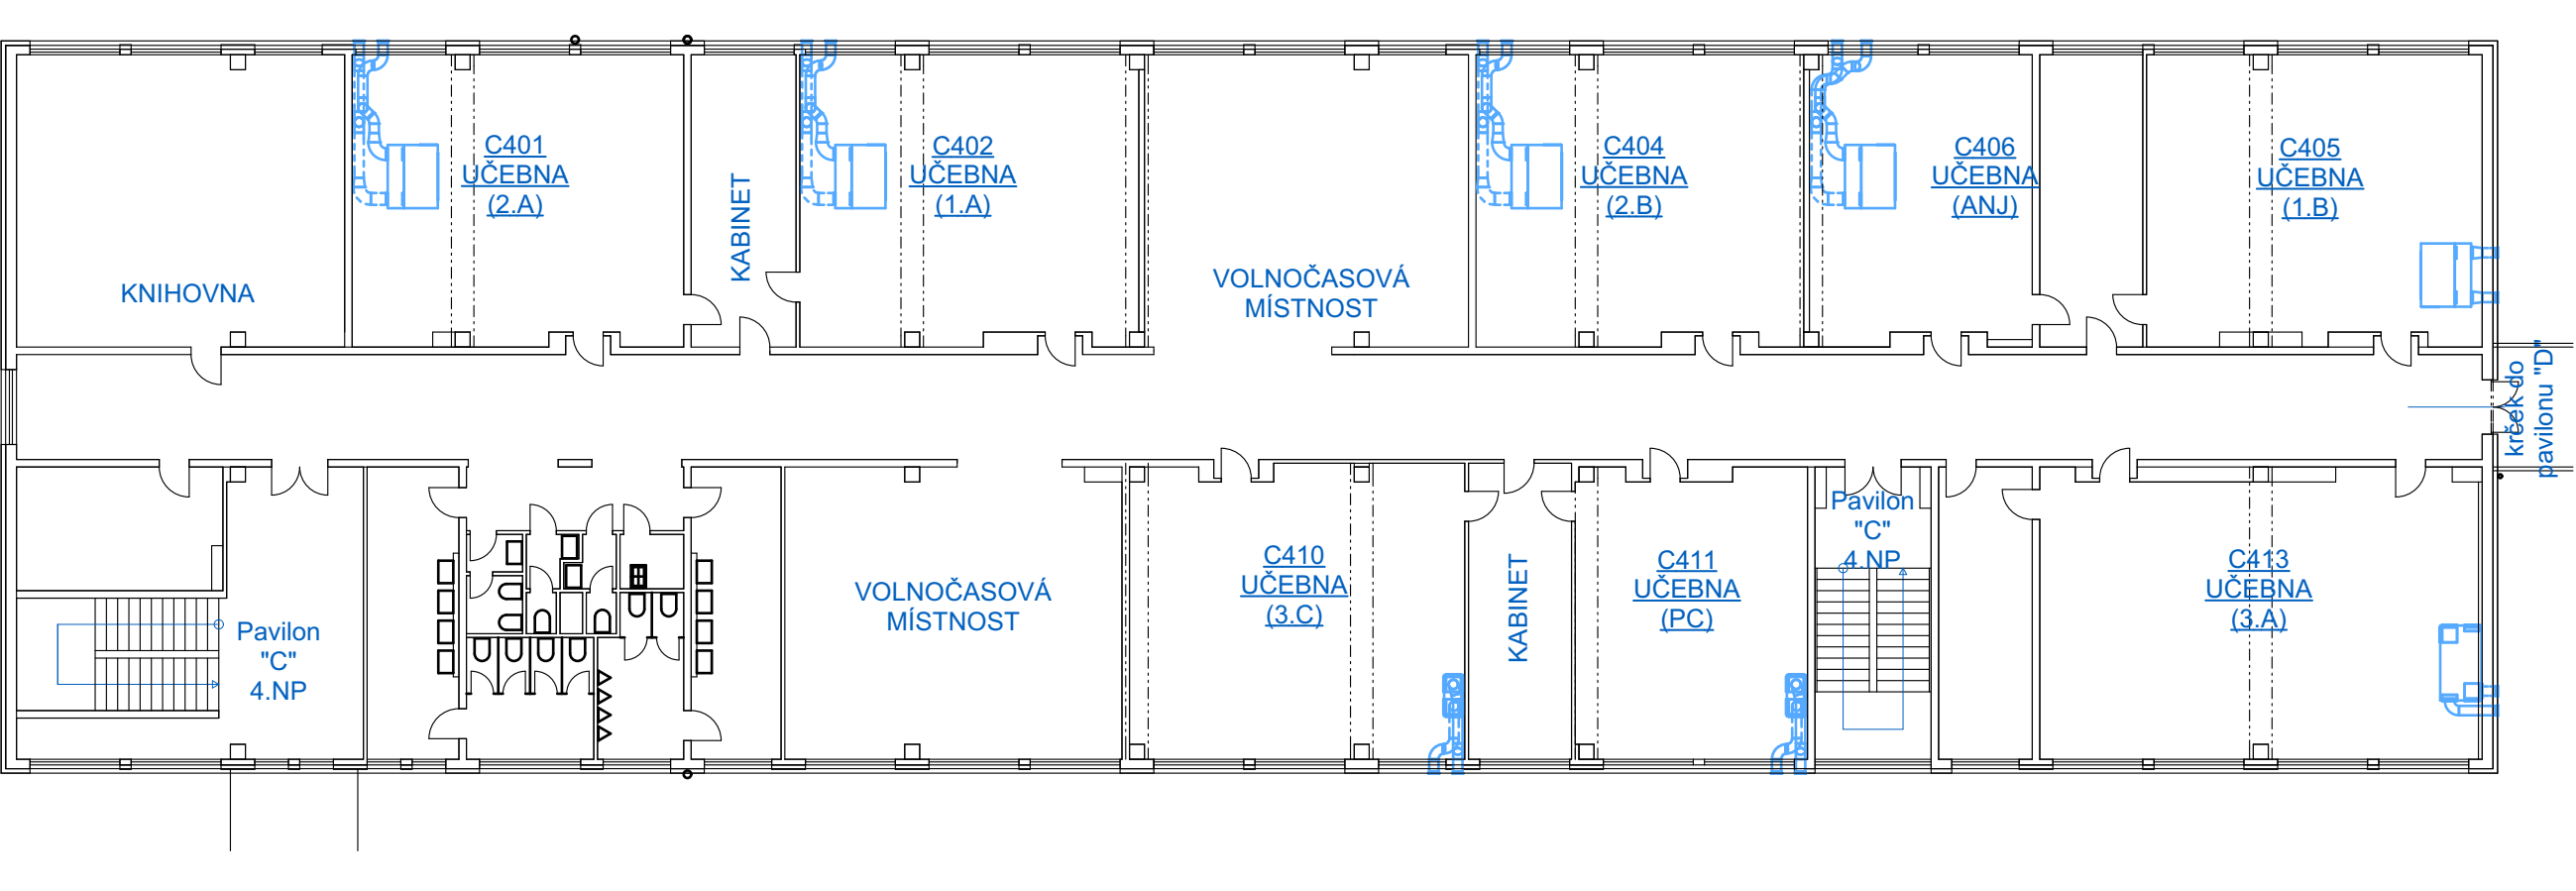 C401
UČEBNA
(2.A)
C402
UČEBNA
(1.A)
C404
UČEBNA
(2.B)
C406
UČEBNA
(ANJ)
C405
UČEBNA
(1.B)
KABINET
KNIHOVNA
VOLNOČASOVÁ
MÍSTNOST
krček do
pavilonu "D"
Pavilon
"C"
4.NP
VOLNOČASOVÁ
MÍSTNOST
C410
UČEBNA
(3.C)
KABINET
C411
UČEBNA
(PC)
Pavilon
"C"
4.NP
C413
UČEBNA
(3.A)